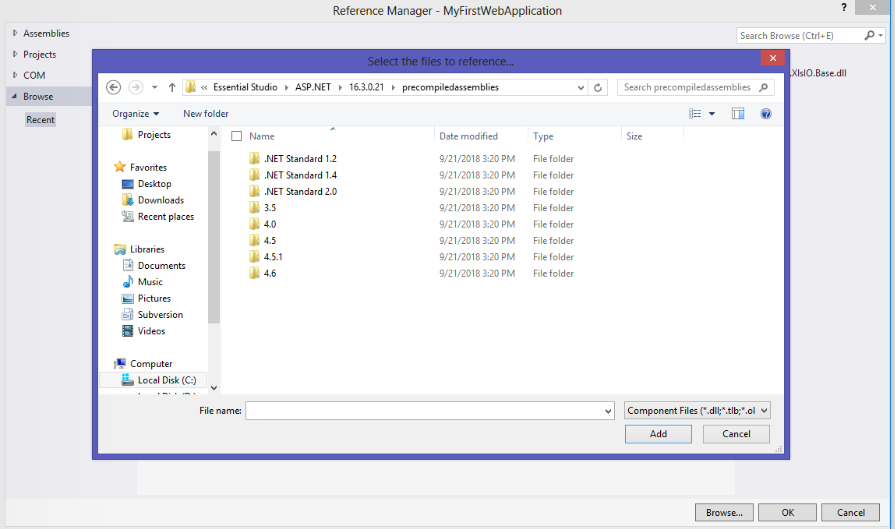 Reference Manager - MyFirstWebApplication
? ×
Assemblies
Projects
COM
Browse
Recent
Search Browse (Ctrl+E)
.XlsIO.Base.dll
Select the files to reference...
« Essential Studio ASP.NET 16.3.0.21 precompiledassemblies
Search precompiledassemblies
Organize New folder
Projects
Favorites
Desktop
Downloads
Recent places
Libraries
Documents
Music
Pictures
Subversion
Videos
Computer
Local Disk (C:)
Name Date modified Type Size
.NET Standard 1.2 9/21/2018 3:20 PM File folder
.NET Standard 1.4 9/21/2018 3:20 PM File folder
.NET Standard 2.0 9/21/2018 3:20 PM File folder
3.5 9/21/2018 3:20 PM File folder
4.0 9/21/2018 3:20 PM File folder
4.5 9/21/2018 3:20 PM File folder
4.5.1 9/21/2018 3:20 PM File folder
4.6 9/21/2018 3:20 PM File folder
File name:
Component Files (*.dll;*.tlb;*.ol
Add Cancel
Browse... OK Cancel